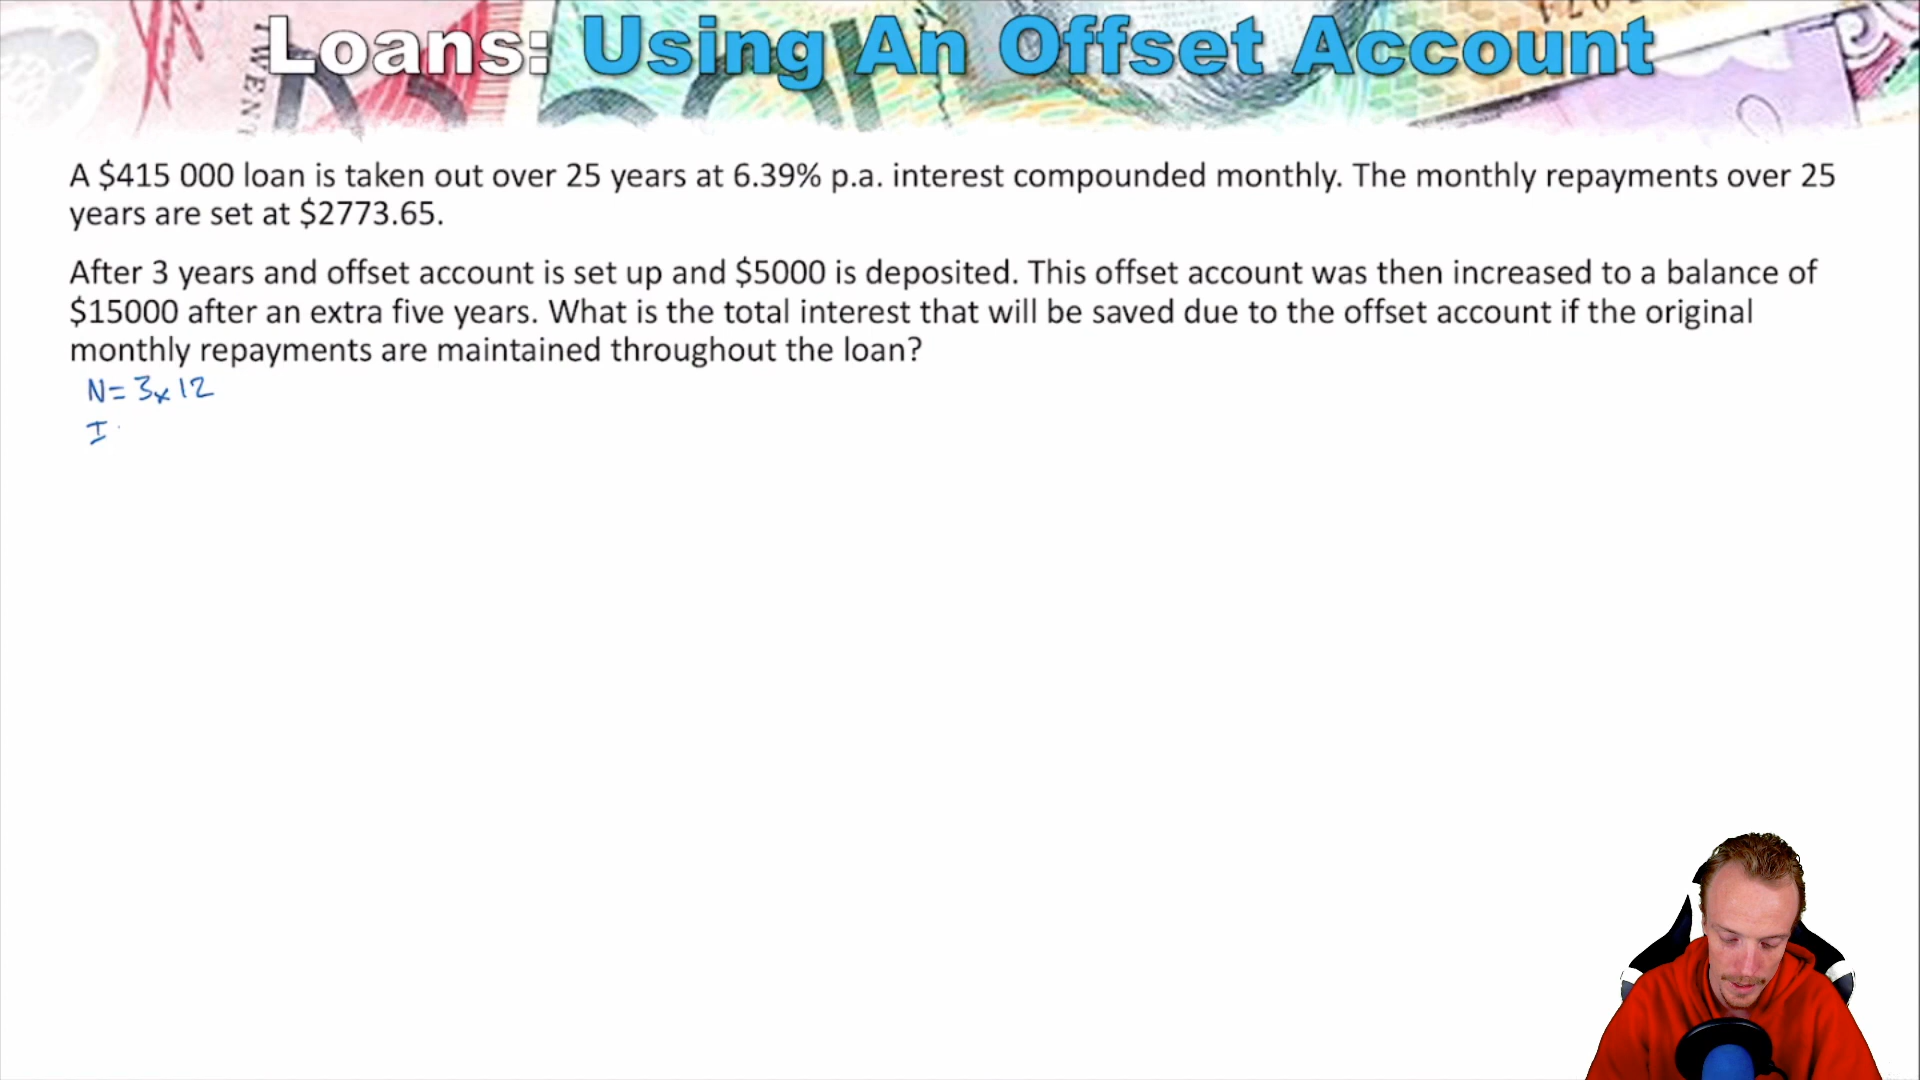 Loans: Using An Offset Account
TWENT
A $415 000 loan is taken out over 25 years at 6.39% p.a. interest compounded monthly. The monthly repayments over 25
years are set at $2773.65.
After 3 years and offset account is set up and $5000 is deposited. This offset account was then increased to a balance of
$15000 after an extra five years. What is the total interest that will be saved due to the offset account if the original
monthly repayments are maintained throughout the loan?
N= 3x12
I